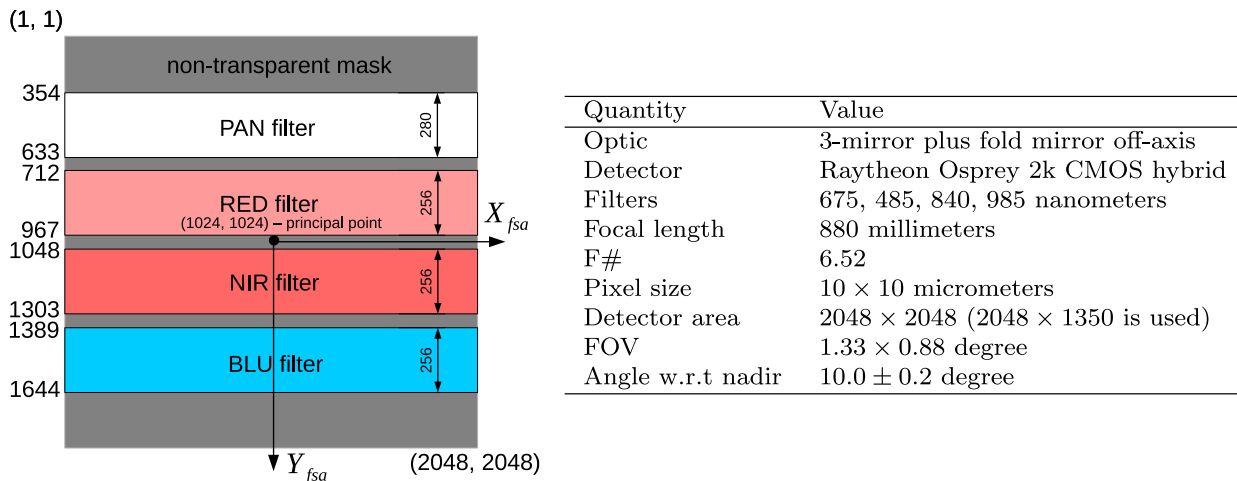 (1, 1)
non-transparent mask
354
PAN filter
280
633
712
RED filter
256
(1024, 1024) – principal point
X fsa
967
1048
NIR filter
256
1303
1389
BLU filter
256
1644
Y fsa
(2048, 2048)
Quantity Value
Optic 3-mirror plus fold mirror off-axis
Detector Raytheon Osprey 2k CMOS hybrid
Filters 675, 485, 840, 985 nanometers
Focal length 880 millimeters
F# 6.52
Pixel size 10 × 10 micrometers
Detector area 2048 × 2048 (2048 × 1350 is used)
FOV 1.33 × 0.88 degree
Angle w.r.t nadir 10.0 ± 0.2 degree